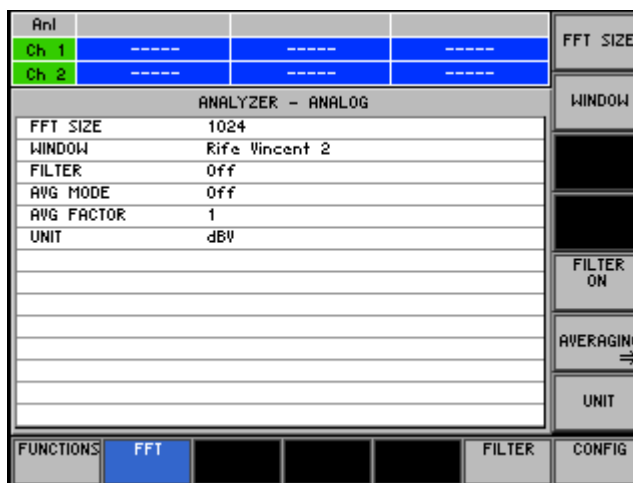 Anl
Ch 1 ----- ----- -----
Ch 2 ----- ----- -----
ANALYZER - ANALOG
FFT SIZE 1024
WINDOW Rife Vincent 2
FILTER Off
AVG MODE Off
AVG FACTOR 1
UNIT dBV
FFT SIZE
WINDOW
FILTER
ON
AVERAGING
⇒
UNIT
FUNCTIONS FFT FILTER CONFIG